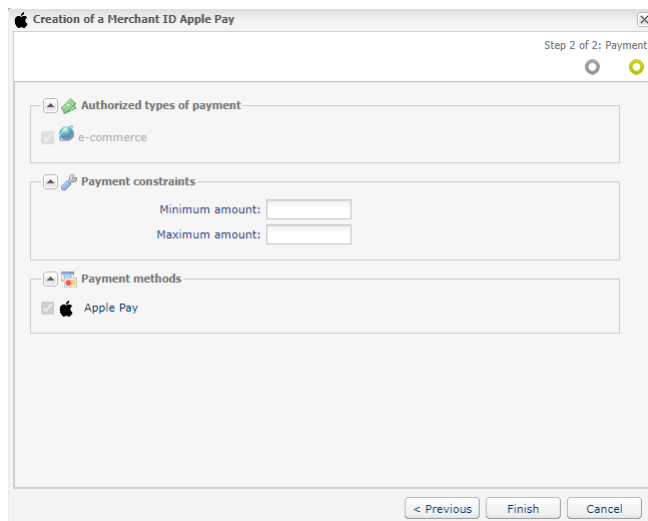 Creation of a Merchant ID Apple Pay
Step 2 of 2: Payment
Authorized types of payment
e-commerce
Payment constraints
Minimum amount:
Maximum amount:
Payment methods
Apple Pay
< Previous Finish Cancel